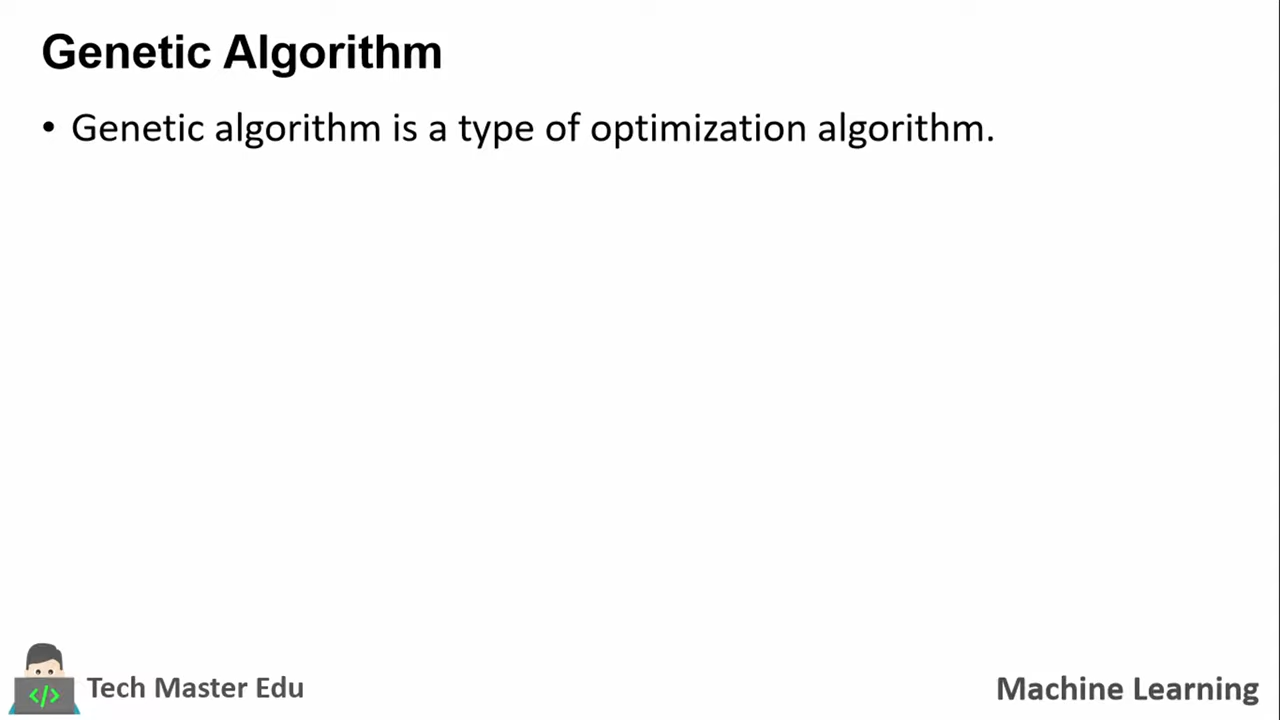 Genetic Algorithm
• Genetic algorithm is a type of optimization algorithm.
</>
Tech Master Edu
Machine Learning